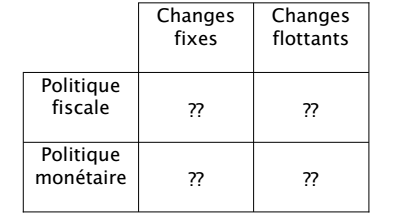 Changes
fixes
Changes
flottants
Politique
fiscale
??
??
Politique
monétaire
??
??